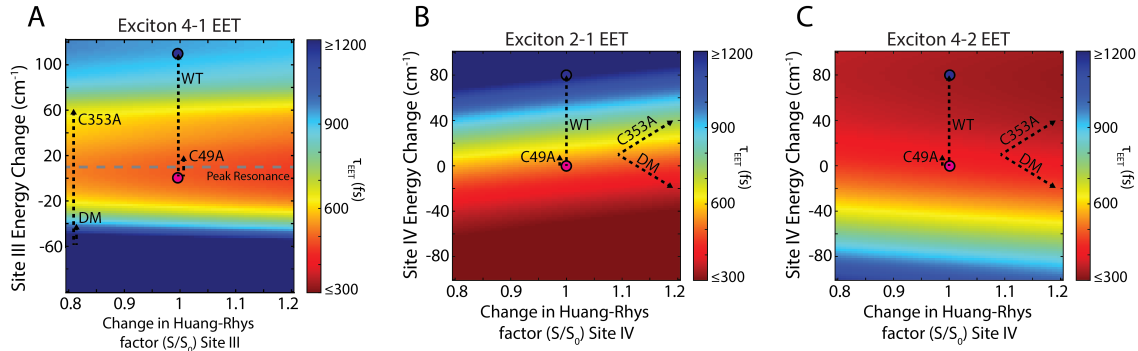 A
Exciton 4-1 EET
Site III Energy Change (cm⁻¹)
100
60
20
-20
-60
WT
C353A
C49A
Peak Resonance
DM
0.8 0.9 1 1.1 1.2
Change in Huang-Rhys
factor (S/S₀) Site III
≥1200
900
600
≤300
τEET (fs)
B
Exciton 2-1 EET
Site IV Energy Change (cm⁻¹)
80
40
0
-40
-80
WT
C49A
C353A
DM
0.8 0.9 1 1.1 1.2
Change in Huang-Rhys
factor (S/S₀) Site IV
≥1200
900
600
≤300
τEET (fs)
C
Exciton 4-2 EET
Site IV Energy Change (cm⁻¹)
80
40
0
-40
-80
WT
C49A
C353A
DM
0.8 0.9 1 1.1 1.2
Change in Huang-Rhys
factor (S/S₀) Site IV
≥1200
900
600
≤300
τEET (fs)